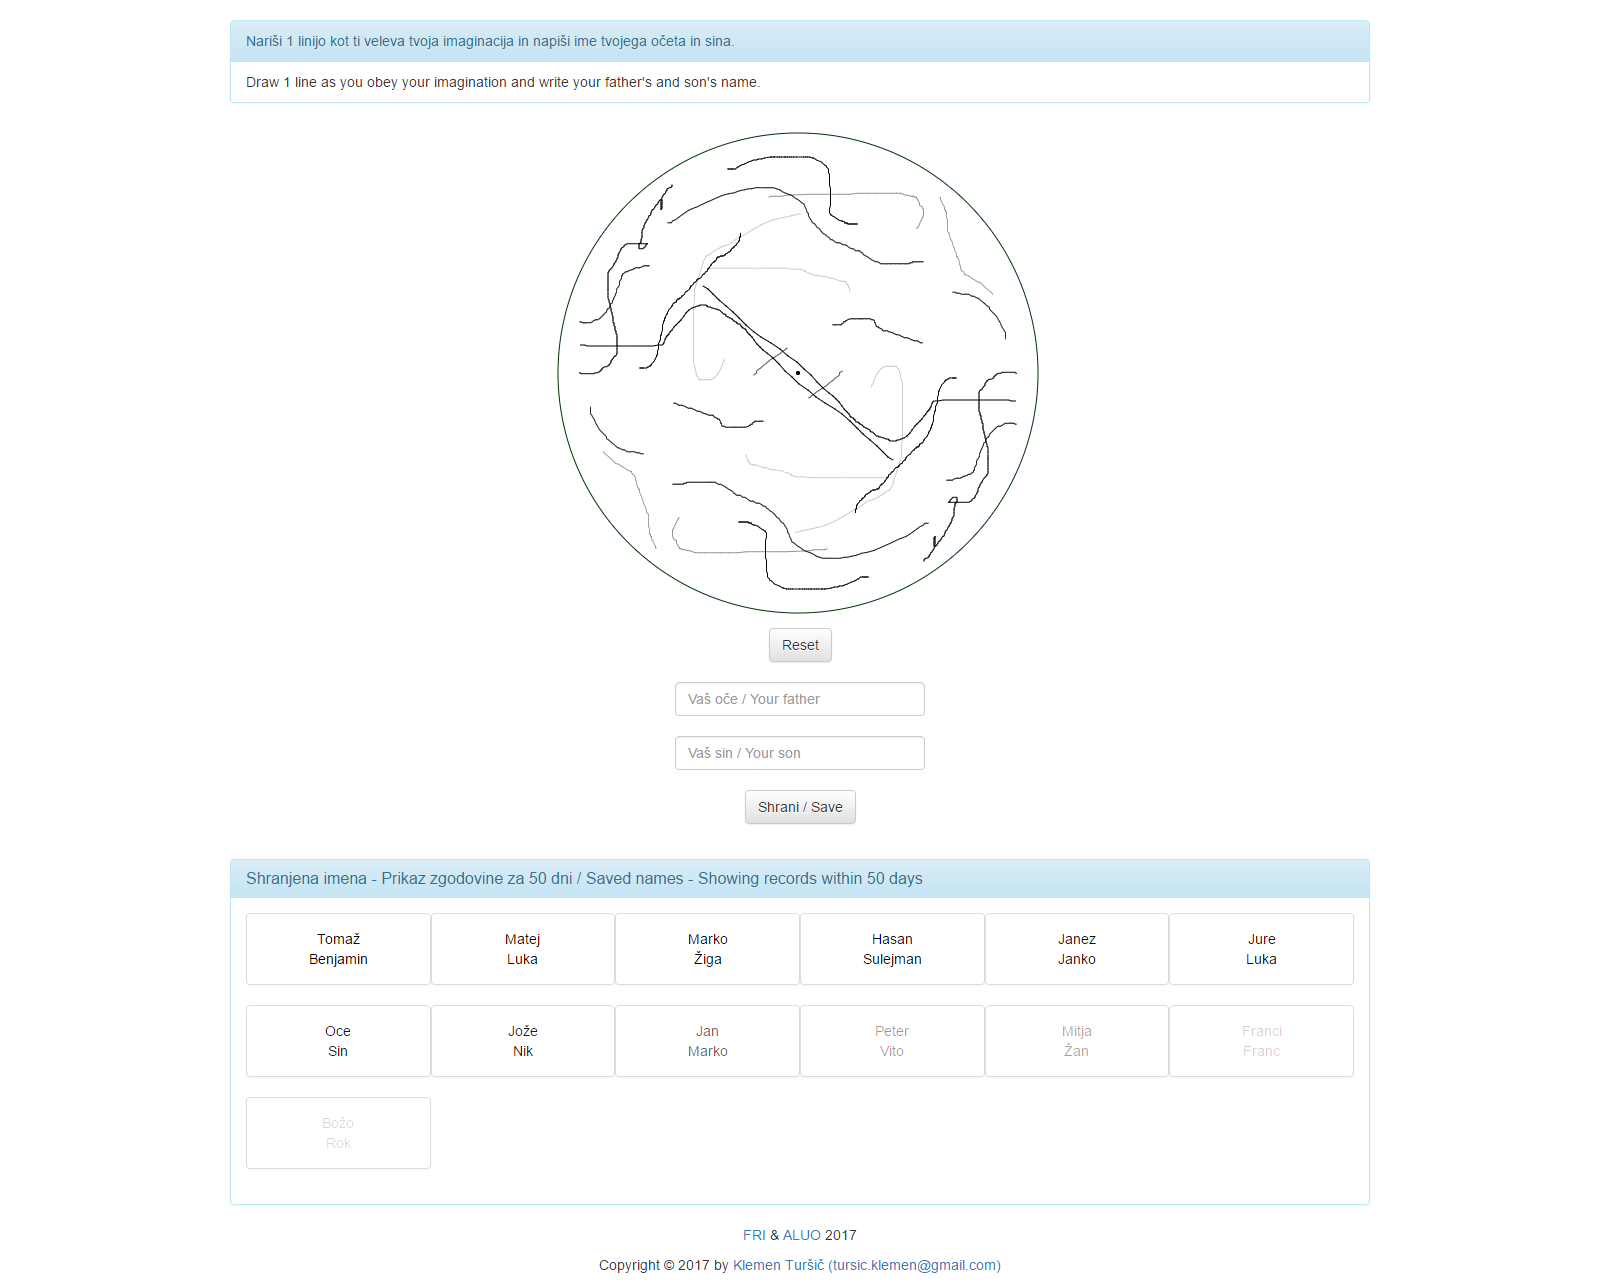 Nariši 1 linijo kot ti veleva tvoja imaginacija in napiši ime tvojega očeta in sina.
Draw 1 line as you obey your imagination and write your father's and son's name.
Reset
Vaš oče / Your father
Vaš sin / Your son
Shrani / Save
Shranjena imena - Prikaz zgodovine za 50 dni / Saved names - Showing records within 50 days
Tomaž
Benjamin
Matej
Luka
Marko
Žiga
Hasan
Sulejman
Janez
Janko
Jure
Luka
Oce
Sin
Jože
Nik
Jan
Marko
Peter
Vito
Mitja
Žan
Franci
Franc
Božo
Rok
FRI & ALUO 2017
Copyright © 2017 by Klemen Turšič (tursic.klemen@gmail.com)